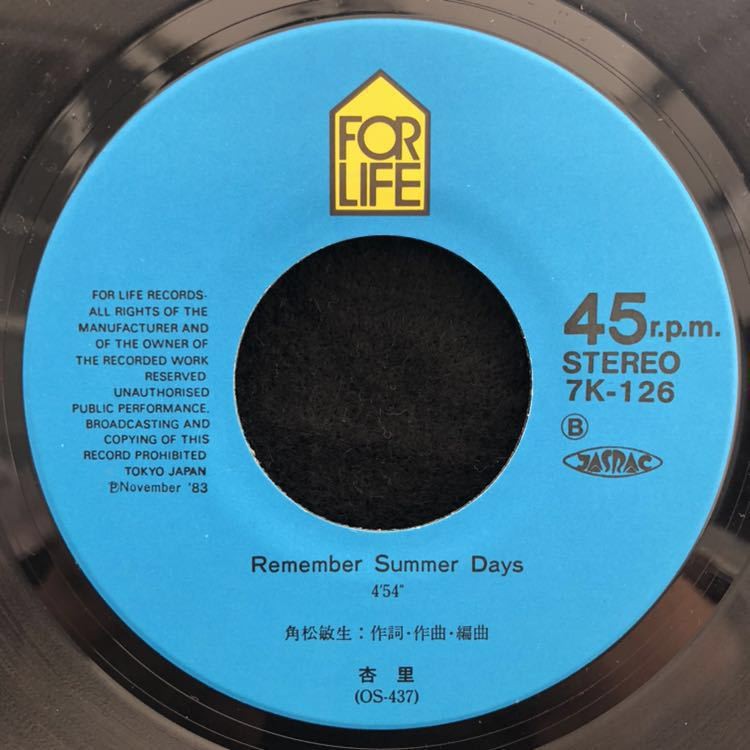 FOR
LIFE
FOR LIFE RECORDS-
ALL RIGHTS OF THE
MANUFACTURER AND
OF THE OWNER OF
THE RECORDED WORK
RESERVED
UNAUTHORISED
PUBLIC PERFORMANCE,
BROADCASTING AND
COPYING OF THIS
RECORD PROHIBITED
TOKYO JAPAN
ⓅNovember '83
45r.p.m.
STEREO
7K-126
Ⓑ
JASRAC
Remember Summer Days
4'54"
角松敏生：作詞・作曲・編曲
杏里
(OS-437)